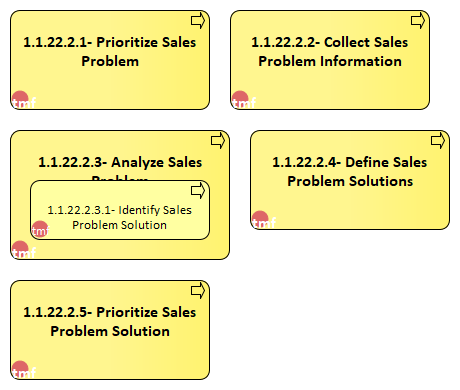 1.1.22.2.1- Prioritize Sales
Problem
tmf
1.1.22.2.2- Collect Sales
Problem Information
tmf
1.1.22.2.3- Analyze Sales
Problem
1.1.22.2.3.1- Identify Sales
Problem Solution
tmf
tmf
1.1.22.2.4- Define Sales
Problem Solutions
tmf
1.1.22.2.5- Prioritize Sales
Problem Solution
tmf